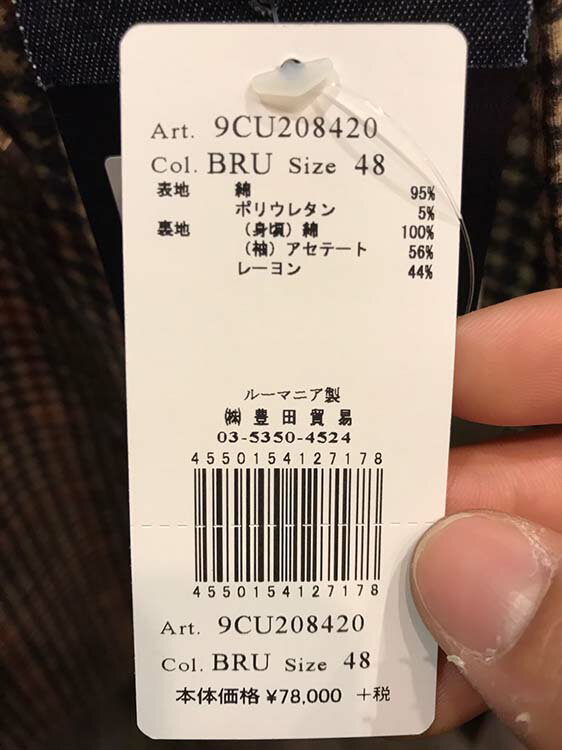 Art. 9CU208420
Col. BRU Size 48
表地 綿 95%
ポリウレタン 5%
裏地 (身頃) 綿 100%
(袖) アセテート 56%
レーヨン 44%
ルーマニア製
㈱ 豊田貿易
03-5350-4524
4550154127178
4550154127178
Art. 9CU208420
Col. BRU Size 48
本体価格 ¥78,000 +税